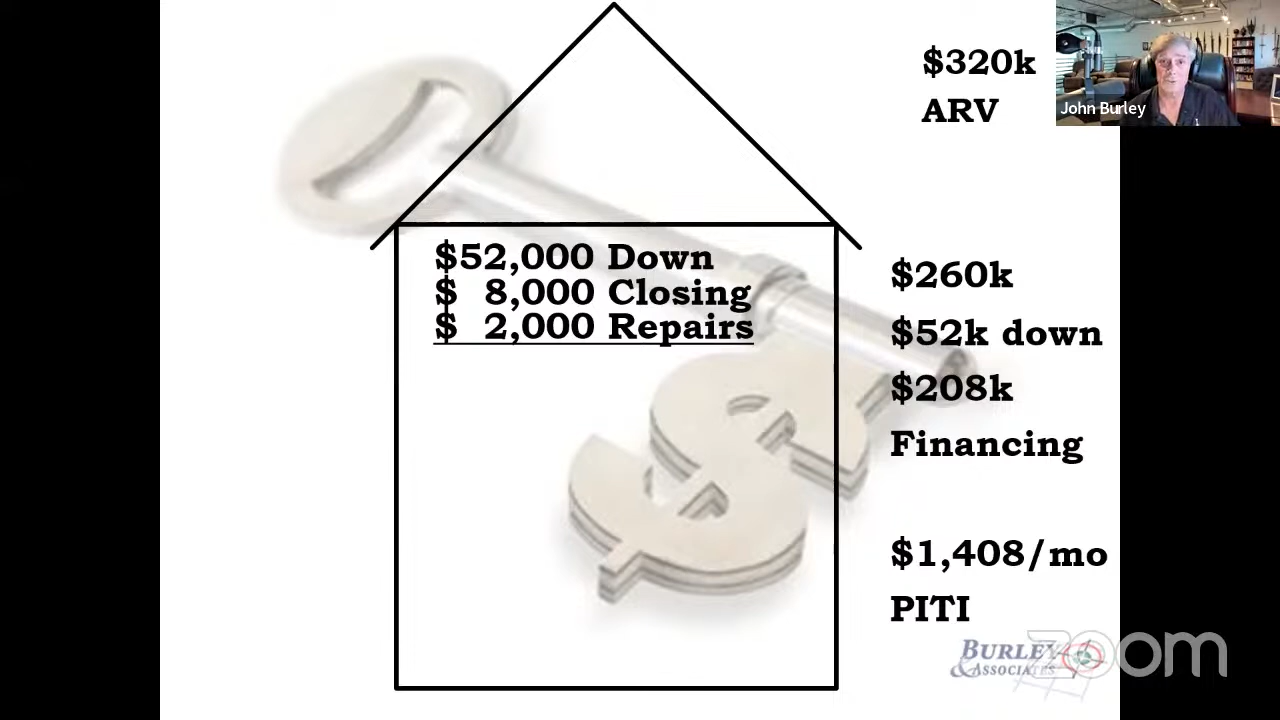 $320k
ARV
John Burley
$52,000 Down
$ 8,000 Closing
$ 2,000 Repairs
$260k
$52k down
$208k
Financing
$1,408/mo
PITI
BURLEY
& ASSOCIATES
zoom